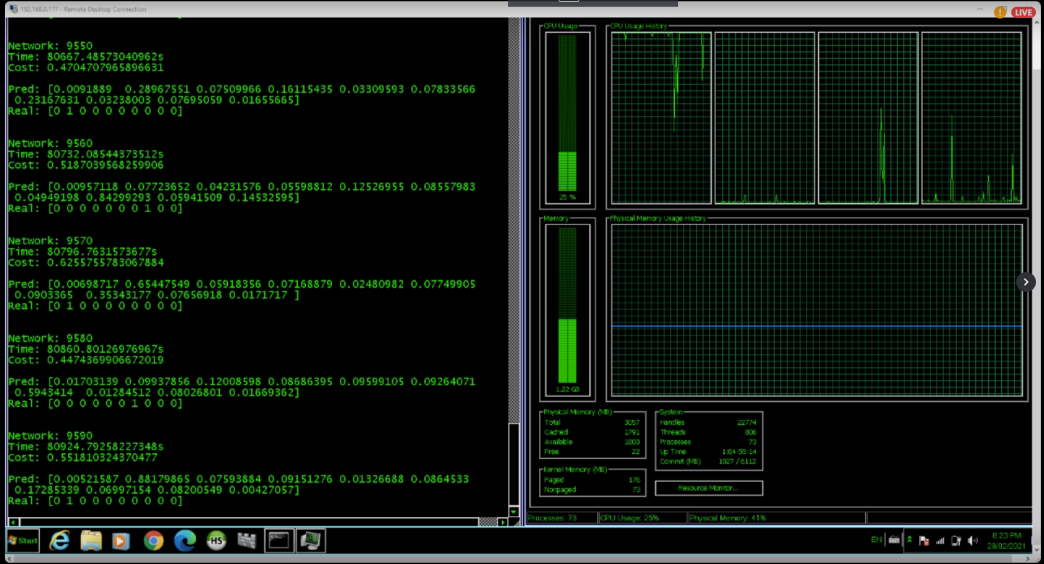 192.168.0.177 - Remote Desktop Connection
LIVE
Network: 9550
Time: 80667.48573040962s
Cost: 0.4704707965896631
Pred: [0.0091889  0.28967551 0.07509966 0.16115435 0.03309593 0.07833566
0.23167631 0.03238003 0.07695059 0.01655665]
Real: [0 1 0 0 0 0 0 0 0 0]
Network: 9560
Time: 80732.08544373512s
Cost: 0.5187039568259906
Pred: [0.00957118 0.07723652 0.04231576 0.05598812 0.12526955 0.08557983
0.04949198 0.84299293 0.05941509 0.14532595]
Real: [0 0 0 0 0 0 0 1 0 0]
Network: 9570
Time: 80796.7631573677s
Cost: 0.6255755783067884
Pred: [0.00698717 0.65447549 0.05918356 0.07168879 0.02480982 0.07749905
0.0903365  0.35343177 0.07656918 0.0171717 ]
Real: [0 1 0 0 0 0 0 0 0 0]
Network: 9580
Time: 80860.80126976967s
Cost: 0.4474369906672019
Pred: [0.01703139 0.09937856 0.12008598 0.08686395 0.09599105 0.09264071
0.5943414  0.01284512 0.08026801 0.01669362]
Real: [0 0 0 0 0 0 1 0 0 0]
Network: 9590
Time: 80924.79258227348s
Cost: 0.551810324370477
Pred: [0.00521587 0.88179865 0.07593884 0.09151276 0.01326688 0.0864533
0.17285339 0.06997154 0.08200549 0.00427057]
Real: [0 1 0 0 0 0 0 0 0 0]
CPU Usage
CPU Usage History
25 %
Memory
Physical Memory Usage History
1.22 GB
Physical Memory (MB)
Total 3057
Cached 1791
Available 1800
Free 22
Kernel Memory (MB)
Paged 176
Nonpaged 73
System
Handles 22774
Threads 806
Processes 73
Up Time 1:04:55:14
Commit (MB) 1827 / 6112
Resource Monitor...
Processes: 73
CPU Usage: 25%
Physical Memory: 41%
Start
HS
EN
8:23 PM
28/02/2021